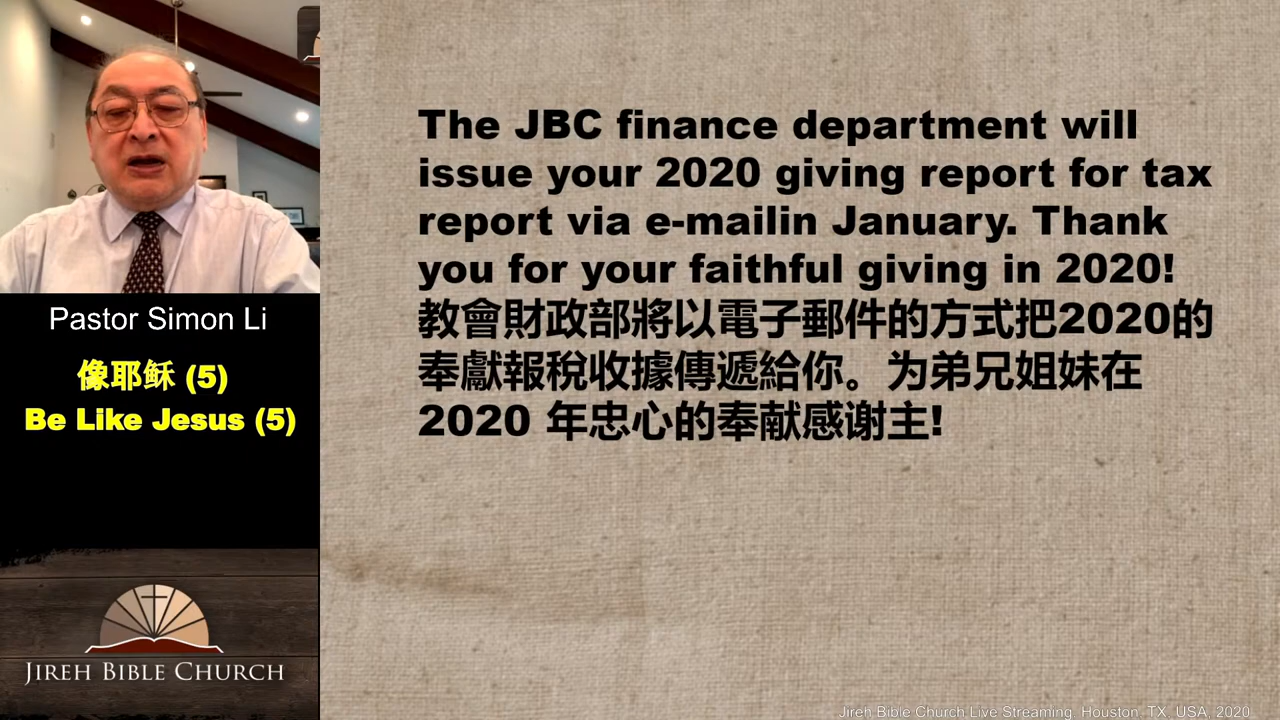 Pastor Simon Li
像耶稣 (5)
Be Like Jesus (5)
JIREH BIBLE CHURCH
The JBC finance department will
issue your 2020 giving report for tax
report via e-mailin January. Thank
you for your faithful giving in 2020!
教會財政部將以電子郵件的方式把2020的
奉獻報稅收據傳遞給你。为弟兄姐妹在
2020 年忠心的奉献感谢主!
Jireh Bible Church Live Streaming, Houston, TX, USA, 2020